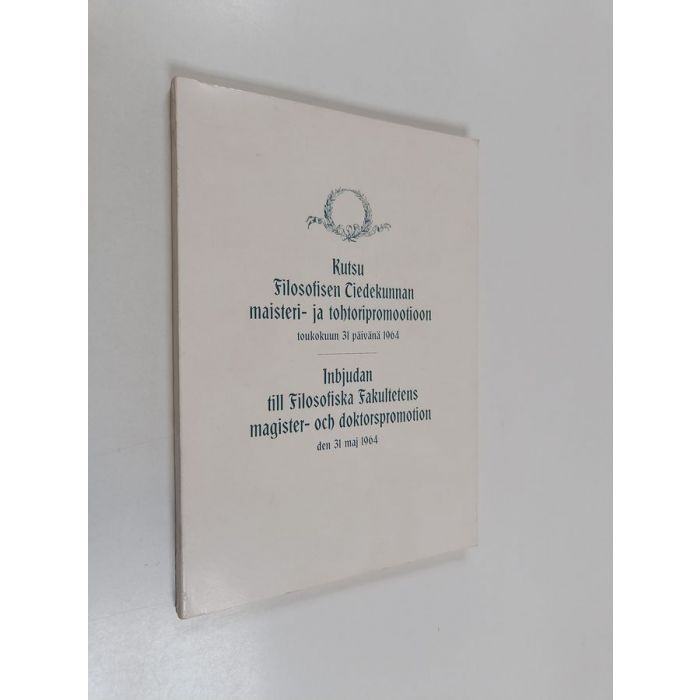 Kutsu
Filosofisen Tiedekunnan
maisteri- ja tohtoripromootioon
toukokuun 31 päivänä 1964
Inbjudan
till Filosofiska Fakultetens
magister- och doktorspromotion
den 31 maj 1964